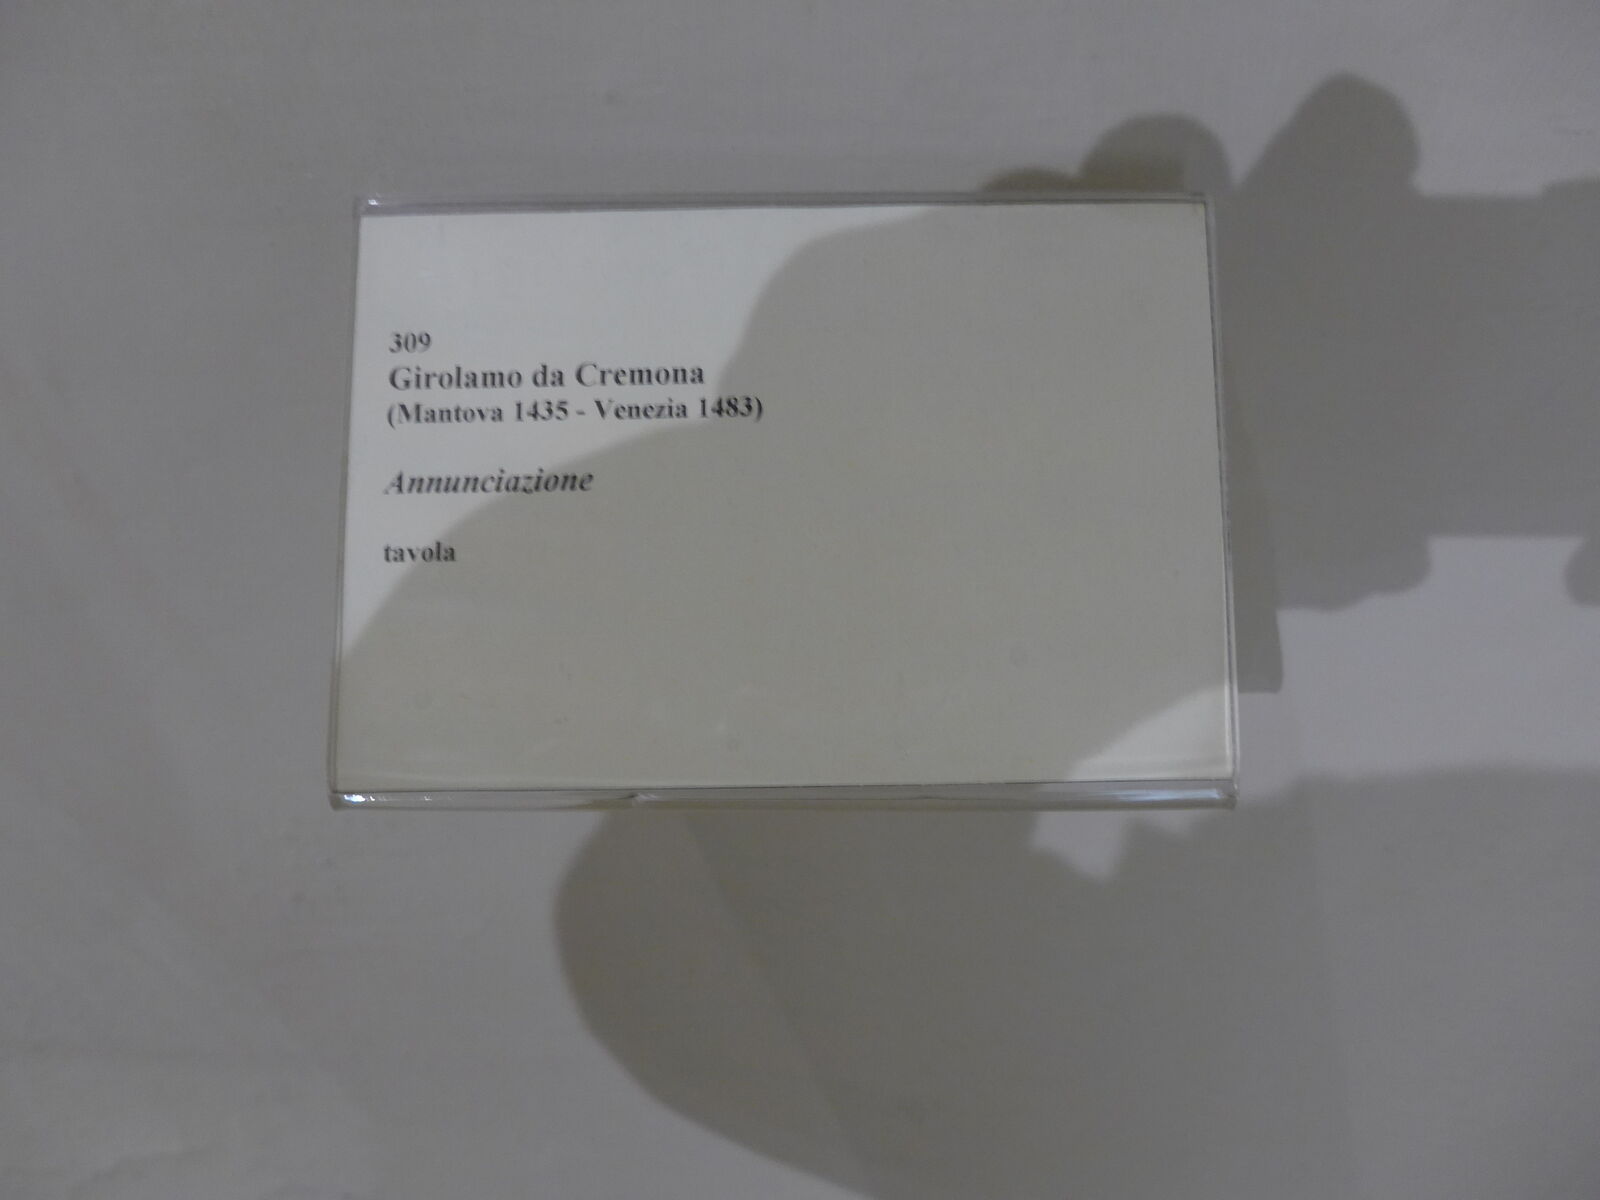 309
Girolamo da Cremona
(Mantova 1435 - Venezia 1483)
Annunciazione
tavola